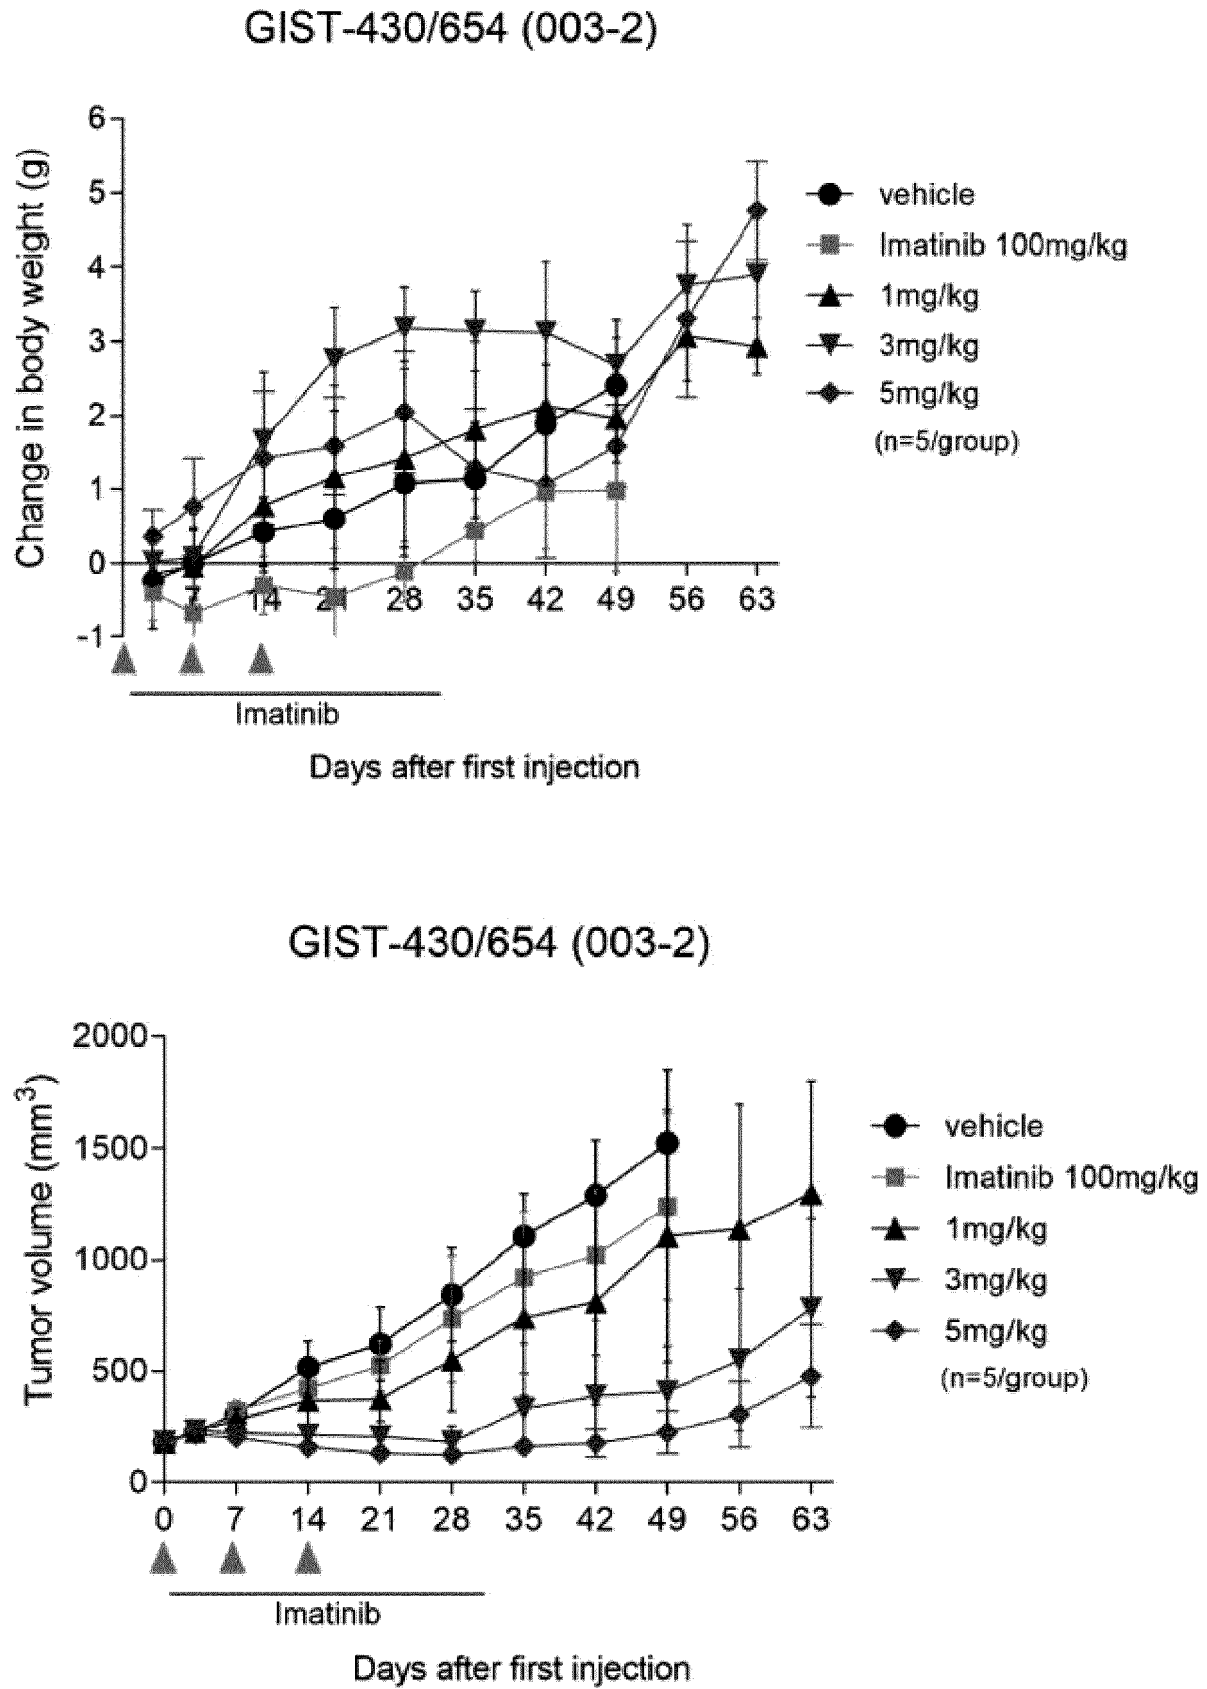 GIST-430/654 (003-2)
Change in body weight (g)
6
5
4
3
2
1
0
-1
7 14 21 28 35 42 49 56 63
Imatinib
Days after first injection
vehicle
Imatinib 100mg/kg
1mg/kg
3mg/kg
5mg/kg
(n=5/group)
GIST-430/654 (003-2)
Tumor volume (mm³)
2000
1500
1000
500
0
0 7 14 21 28 35 42 49 56 63
Imatinib
Days after first injection
vehicle
Imatinib 100mg/kg
1mg/kg
3mg/kg
5mg/kg
(n=5/group)